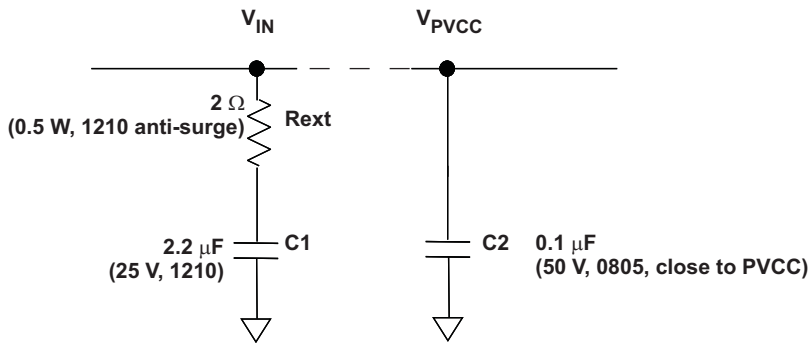 V_IN
V_PVCC
2 Ω
(0.5 W, 1210 anti-surge)
Rext
2.2 μF
(25 V, 1210)
C1
C2
0.1 μF
(50 V, 0805, close to PVCC)